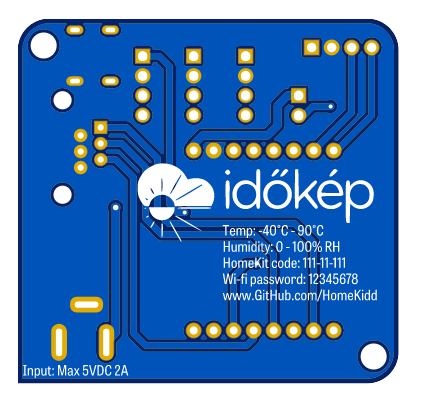 időkép
Temp: -40°C - 90°C
Humidity: 0 - 100% RH
HomeKit code: 111-11-111
Wi-fi password: 12345678
www.GitHub.com/HomeKidd
Input: Max 5VDC 2A